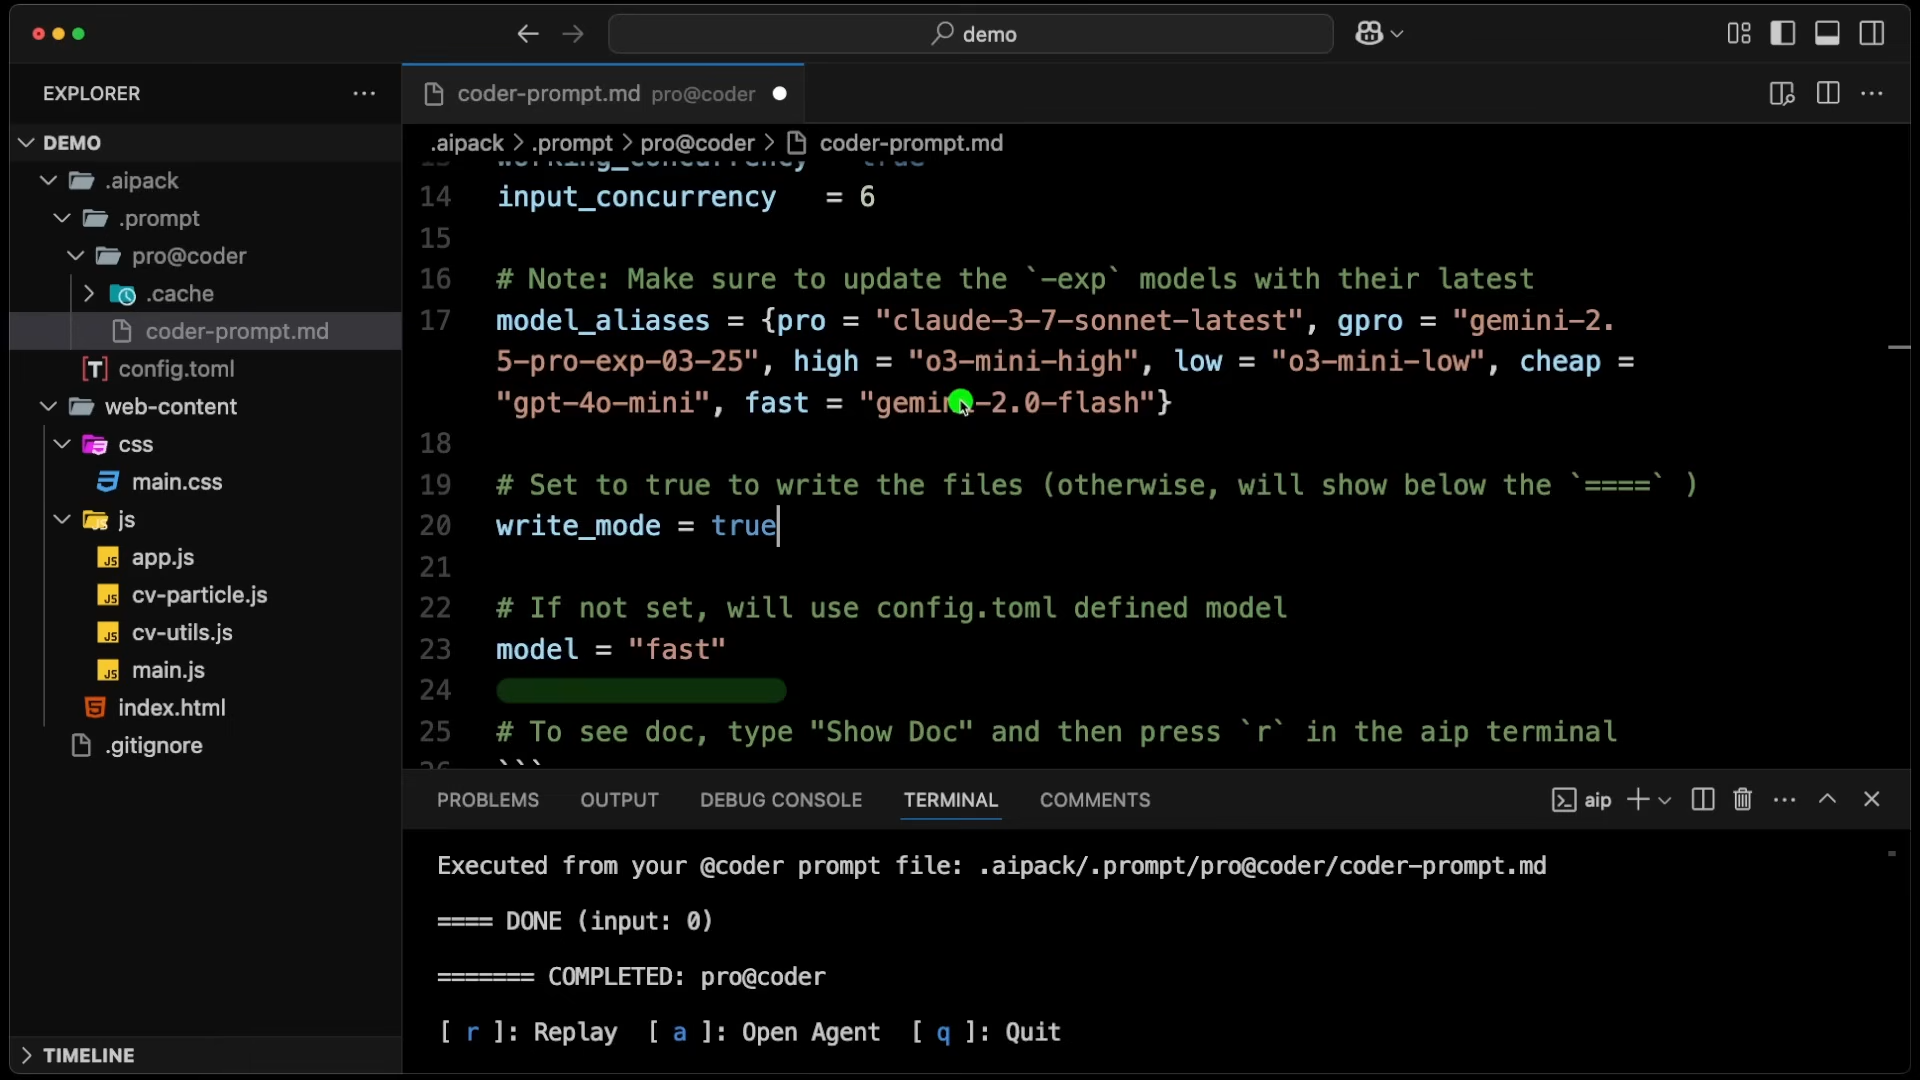 demo
EXPLORER
DEMO
.aipack
.prompt
pro@coder
.cache
coder-prompt.md
config.toml
web-content
css
main.css
js
app.js
cv-particle.js
cv-utils.js
main.js
index.html
.gitignore
TIMELINE
coder-prompt.md pro@coder
.aipack > .prompt > pro@coder > coder-prompt.md
14 input_concurrency = 6
15
16 # Note: Make sure to update the `-exp` models with their latest
17 model_aliases = {pro = "claude-3-7-sonnet-latest", gpro = "gemini-2.
5-pro-exp-03-25", high = "o3-mini-high", low = "o3-mini-low", cheap =
"gpt-4o-mini", fast = "gemini-2.0-flash"}
18
19 # Set to true to write the files (otherwise, will show below the `====` )
20 write_mode = true
21
22 # If not set, will use config.toml defined model
23 model = "fast"
24
25 # To see doc, type "Show Doc" and then press `r` in the aip terminal
PROBLEMS OUTPUT DEBUG CONSOLE TERMINAL COMMENTS aip
Executed from your @coder prompt file: .aipack/.prompt/pro@coder/coder-prompt.md
==== DONE (input: 0)
======= COMPLETED: pro@coder
[ r ]: Replay [ a ]: Open Agent [ q ]: Quit